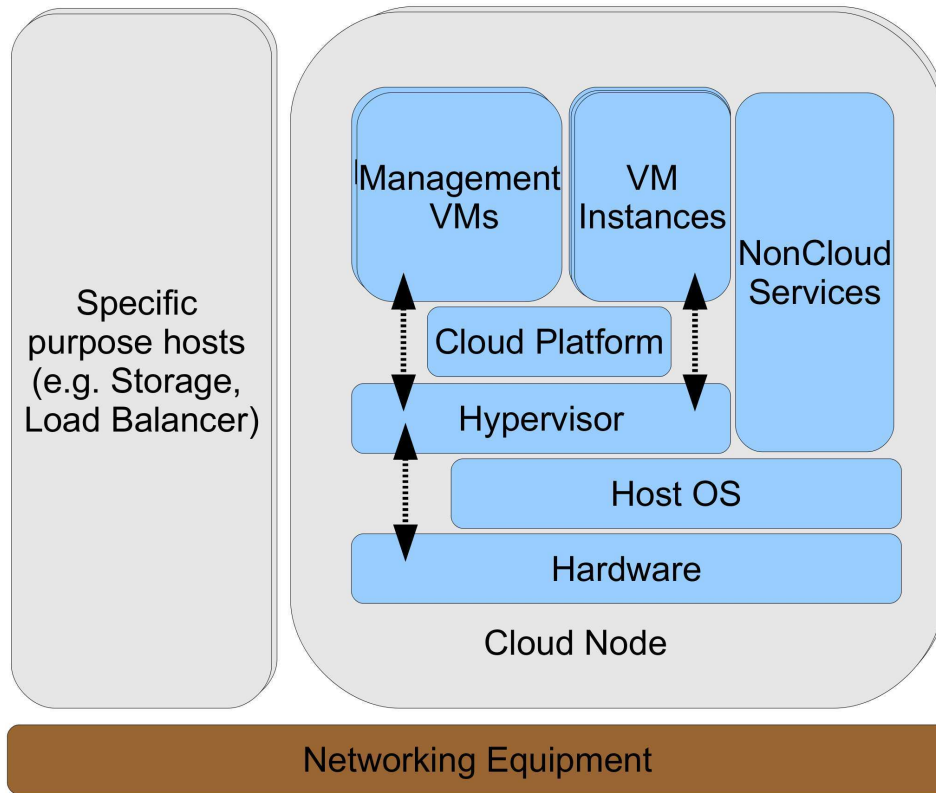 Specific
purpose hosts
(e.g. Storage,
Load Balancer)
Management
VMs
VM
Instances
NonCloud
Services
Cloud Platform
Hypervisor
Host OS
Hardware
Cloud Node
Networking Equipment